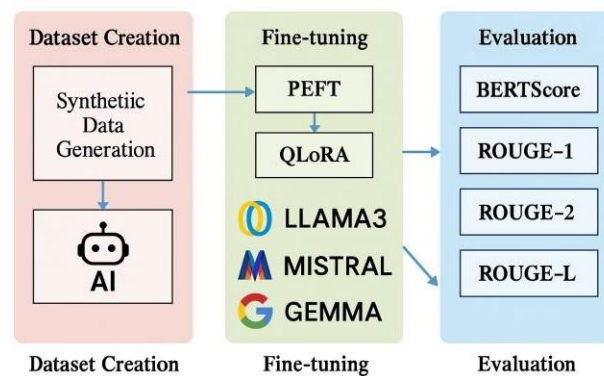 Dataset Creation
Synthetiic
Data
Generation
AI
Dataset Creation
Fine-tuning
PEFT
QLoRA
LLAMA3
MISTRAL
GEMMA
Fine-tuning
Evaluation
BERTScore
ROUGE-1
ROUGE-2
ROUGE-L
Evaluation